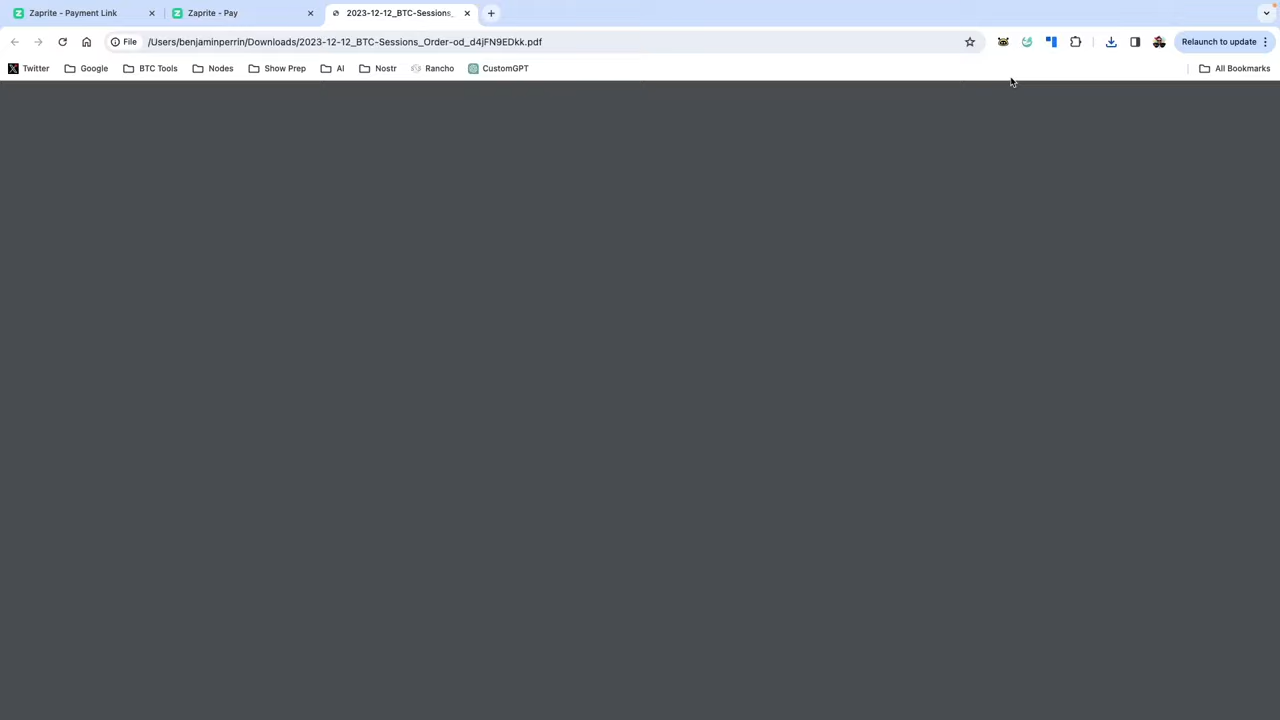 Zaprite - Payment Link
Zaprite - Pay
2023-12-12_BTC-Sessions_
File
/Users/benjaminperrin/Downloads/2023-12-12_BTC-Sessions_Order-od_d4jFN9EDkk.pdf
Relaunch to update
Twitter
Google
BTC Tools
Nodes
Show Prep
AI
Nostr
Rancho
CustomGPT
All Bookmarks